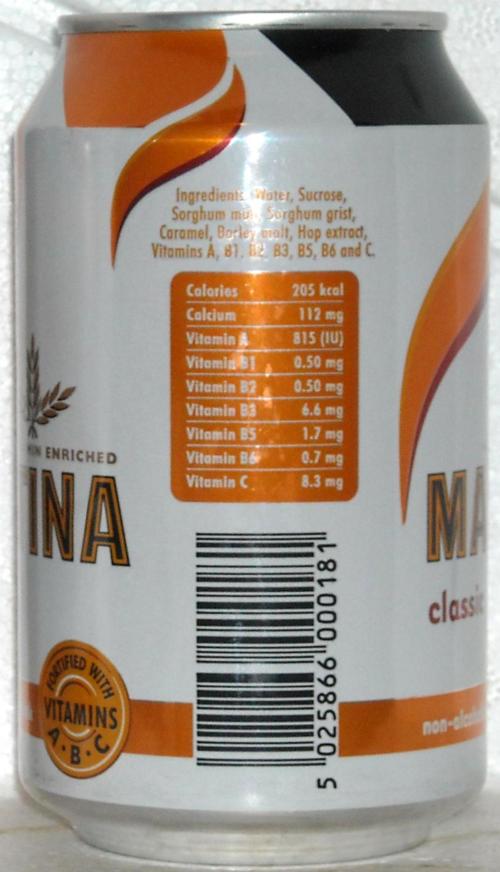 Ingredients: Water, Sucrose,
Sorghum malt, Sorghum grist,
Caramel, Barley malt, Hop extract,
Vitamins A, B1, B2, B3, B5, B6 and C.
Calories 205 kcal
Calcium 112 mg
Vitamin A 815 (IU)
Vitamin B1 0.50 mg
Vitamin B2 0.50 mg
Vitamin B3 6.6 mg
Vitamin B5 1.7 mg
Vitamin B6 0.7 mg
Vitamin C 8.3 mg
ENRICHED
TINA
MA
classic
FORTIFIED WITH
VITAMINS
A·B·C
non-alcoh
5 025866 000181